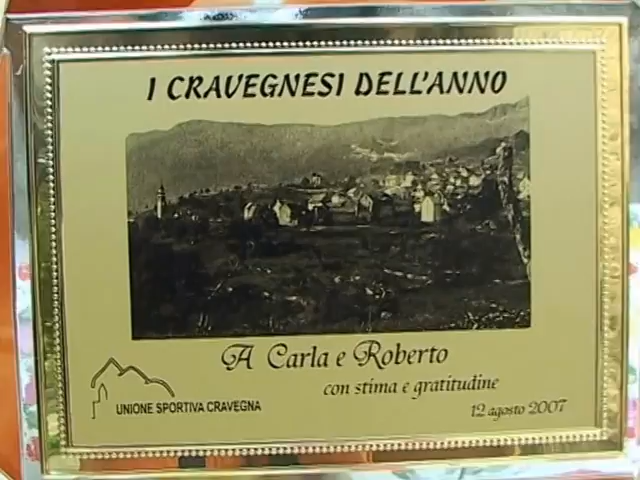 I CRAVEGNESI DELL'ANNO
A Carla e Roberto
con stima e gratitudine
UNIONE SPORTIVA CRAVEGNA
12 agosto 2007